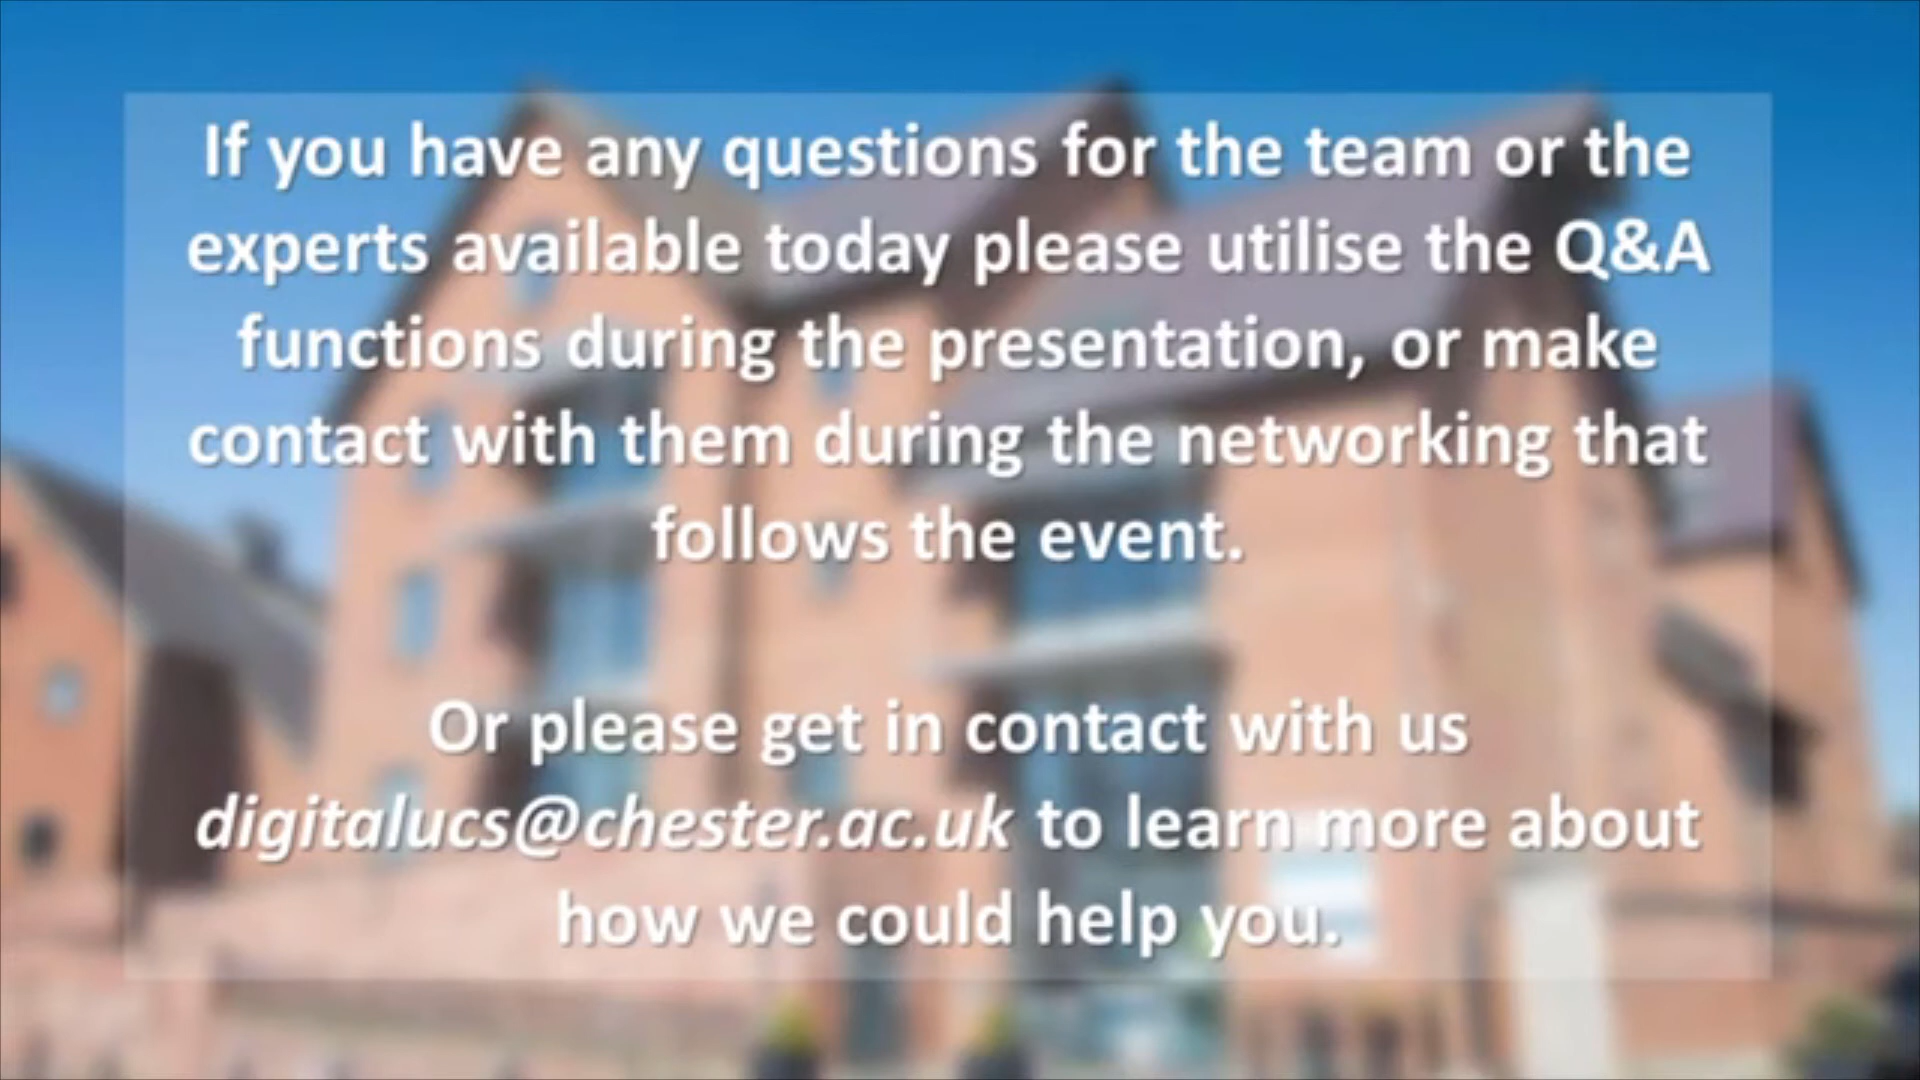 If you have any questions for the team or the
experts available today please utilise the Q&A
functions during the presentation, or make
contact with them during the networking that
follows the event.
Or please get in contact with us
digitalucs@chester.ac.uk to learn more about
how we could help you.